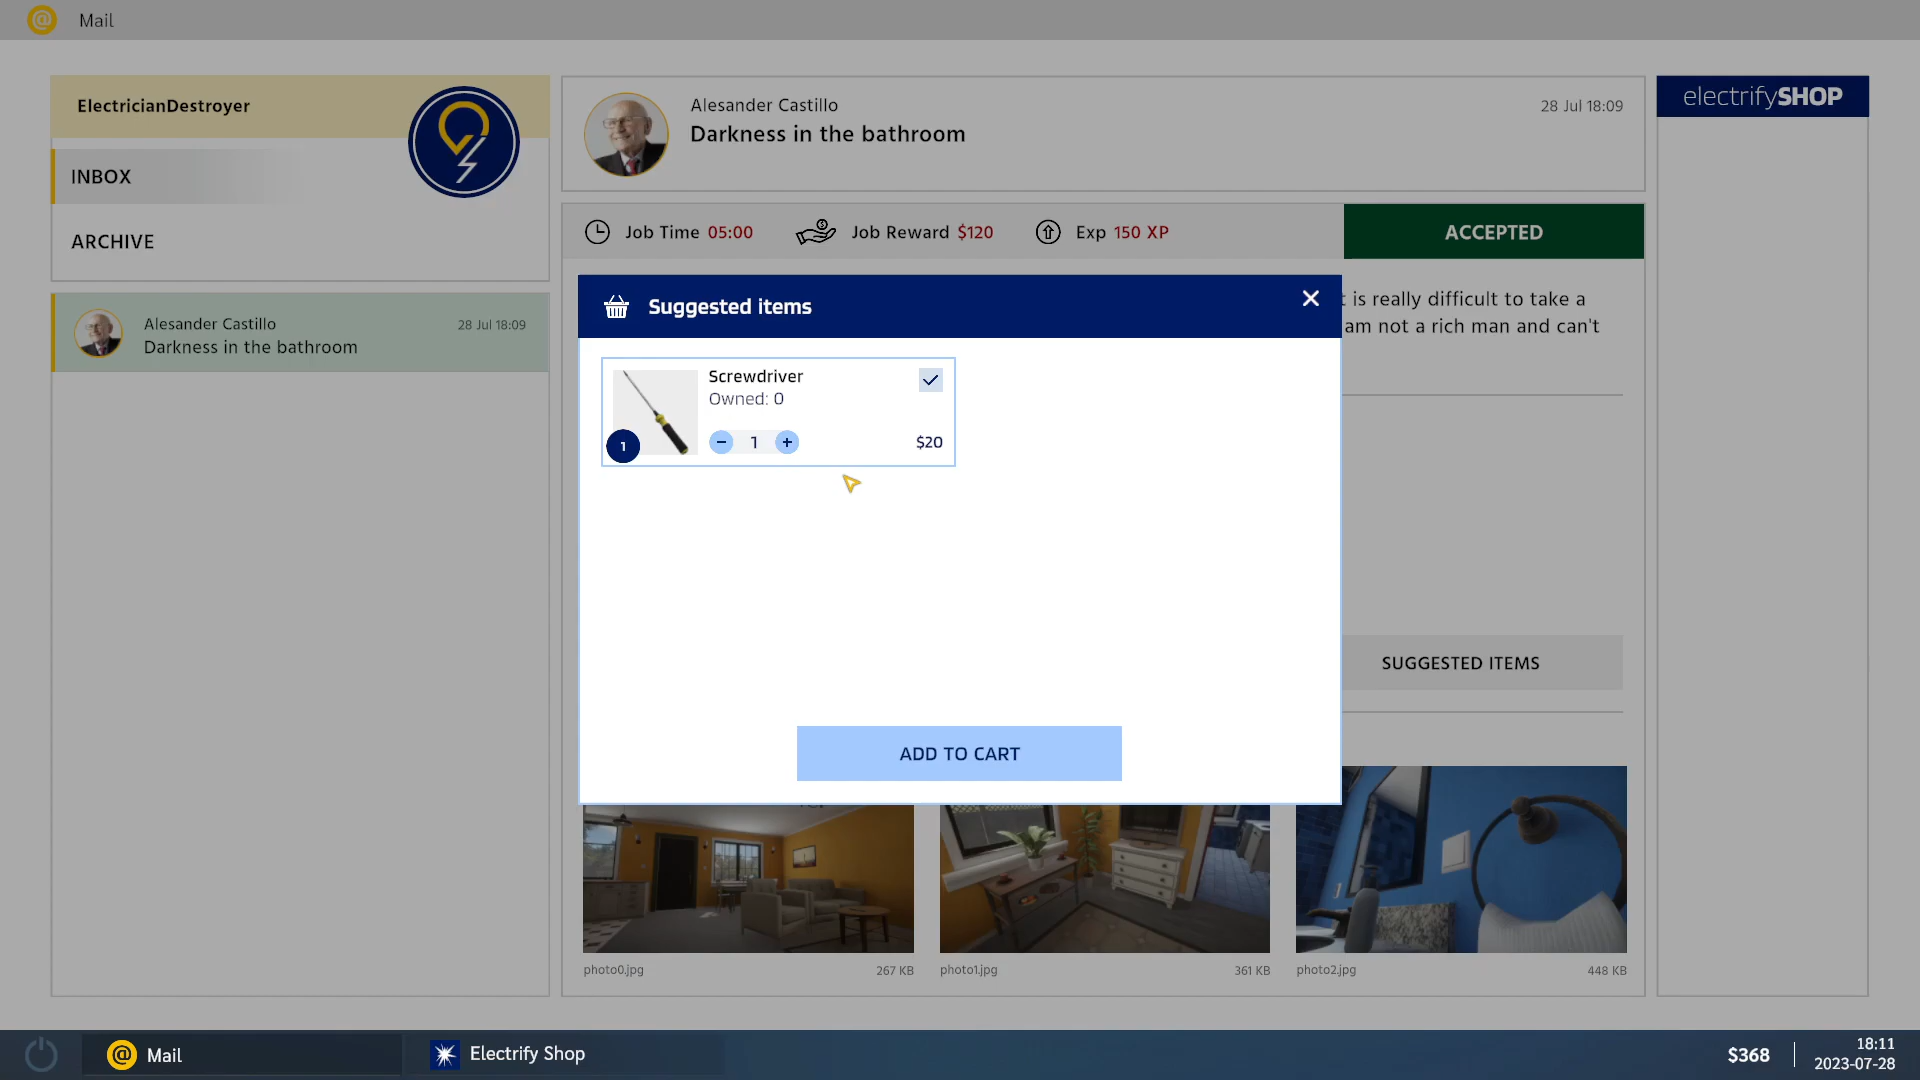 Mail
ElectricianDestroyer
INBOX
ARCHIVE
Alesander Castillo
28 Jul 18:09
Darkness in the bathroom
Alesander Castillo
28 Jul 18:09
Darkness in the bathroom
electrifySHOP
Job Time 05:00
Job Reward $120
Exp 150 XP
ACCEPTED
is really difficult to take a
am not a rich man and can't
Suggested items
Screwdriver
Owned: 0
1
1
$20
ADD TO CART
SUGGESTED ITEMS
photo0.jpg
267 KB
photo1.jpg
361 KB
photo2.jpg
448 KB
Mail
Electrify Shop
$368
18:11
2023-07-28